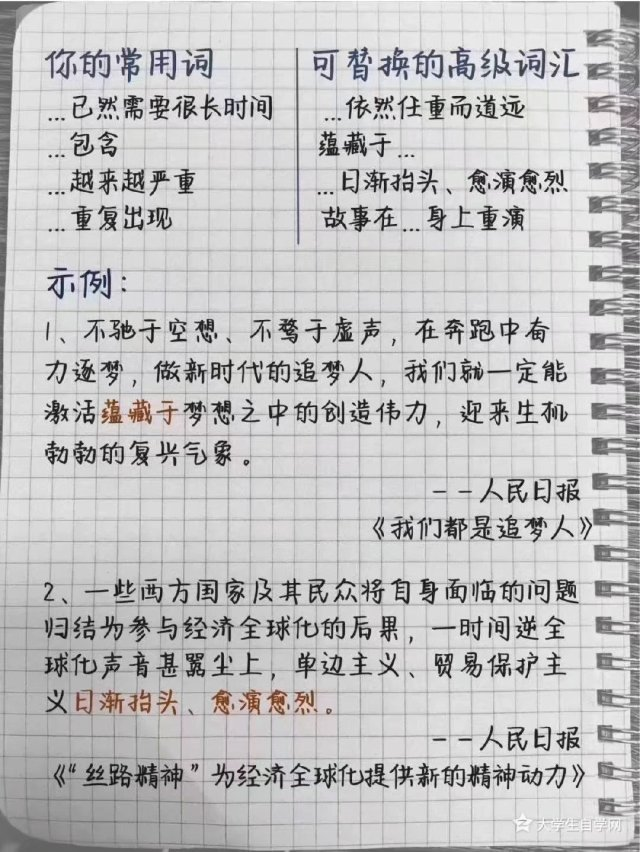 你的常用词
可替换的高级词汇
...已然需要很长时间
...依然任重而道远
...包含
蕴藏于...
...越来越严重
...日渐抬头、愈演愈烈
...重复出现
故事在...身上重演
示例:
1、不驰于空想、不骛于虚声,在奔跑中奋
力逐梦,做新时代的追梦人,我们就一定能
激活蕴藏于梦想之中的创造伟力,迎来生机
勃勃的复兴气象。
--人民日报
《我们都是追梦人》
2、一些西方国家及其民众将自身面临的问题
归结为参与经济全球化的后果,一时间逆全
球化声音甚嚣尘上,单边主义、贸易保护主
义日渐抬头、愈演愈烈。
--人民日报
《“丝路精神”为经济全球化提供新的精神动力》
大学生自学网